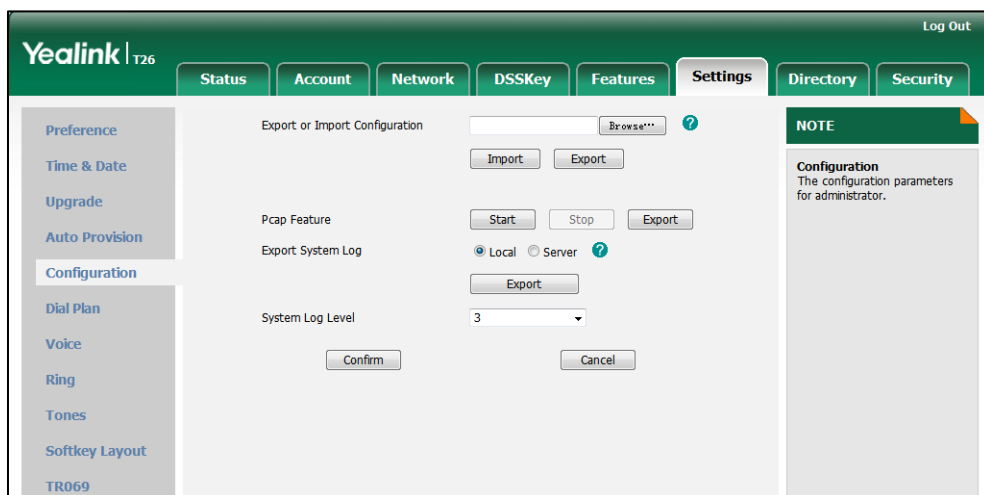 Log Out
Yealink T26
Status Account Network DSSKey Features Settings Directory Security
Preference
Time & Date
Upgrade
Auto Provision
Configuration
Dial Plan
Voice
Ring
Tones
Softkey Layout
TR069
Export or Import Configuration Browse... ?
Import Export
Pcap Feature Start Stop Export
Export System Log Local Server ?
Export
System Log Level 3
Confirm Cancel
NOTE
Configuration
The configuration parameters
for administrator.